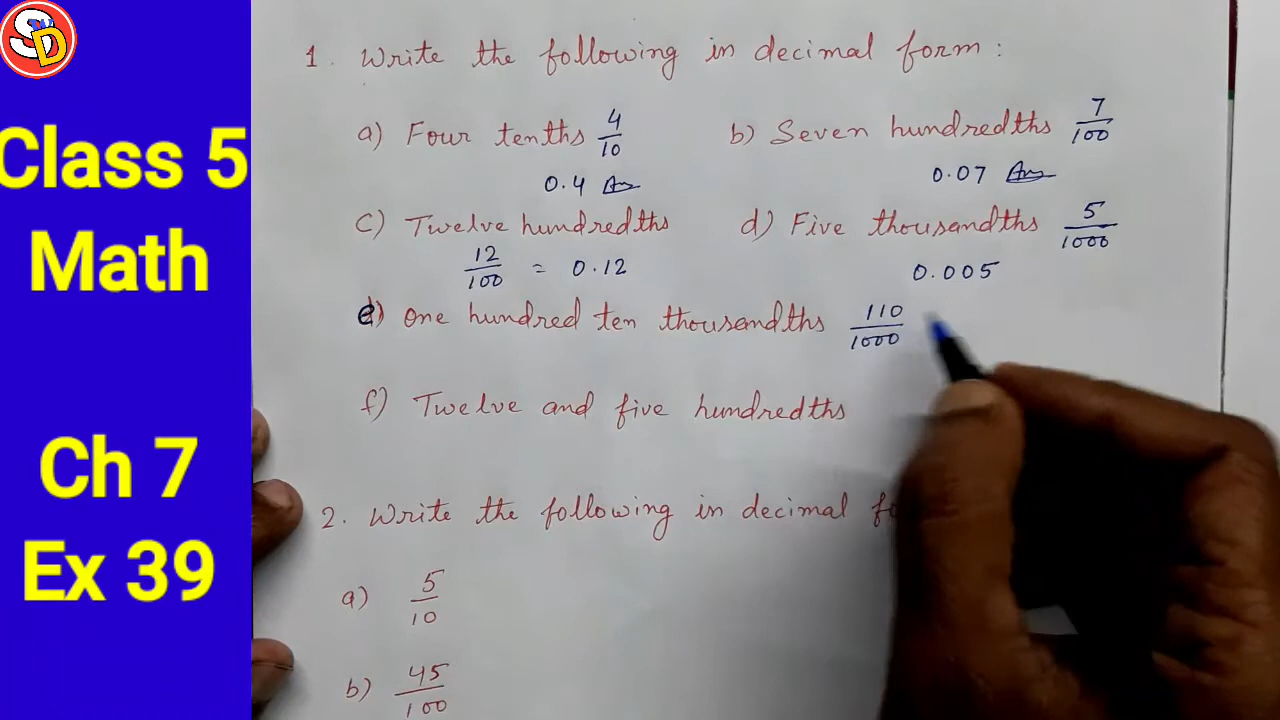 SD
Class 5
Math
Ch 7
Ex 39
1. Write the following in decimal form:
a) Four tenths 4/10
0.4 Ans
b) Seven hundredths 7/100
0.07 Ans
c) Twelve hundredths
12/100 = 0.12
d) Five thousandths 5/1000
0.005
e) One hundred ten thousandths 110/1000
f) Twelve and five hundredths
2. Write the following in decimal
a) 5/10
b) 45/100